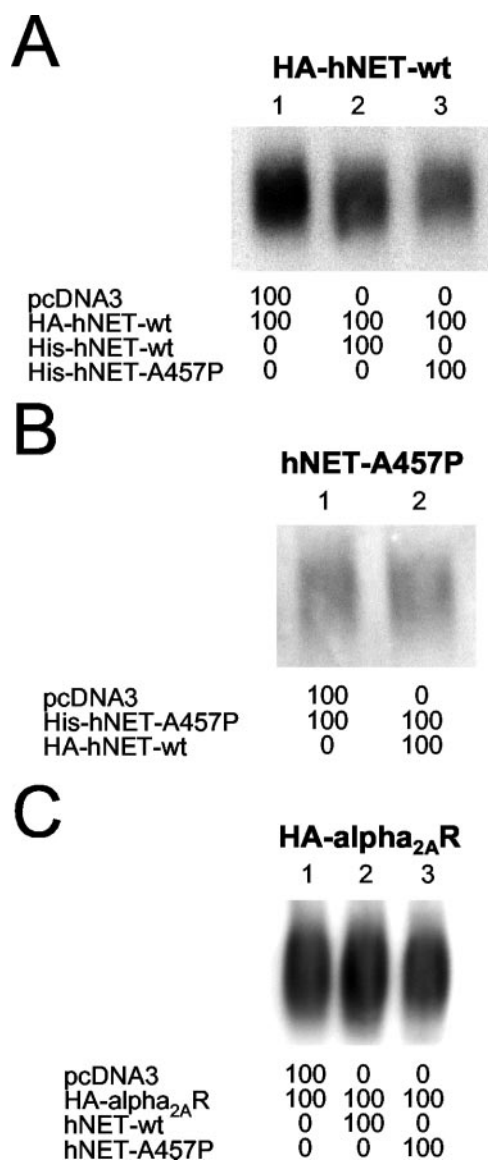 A
HA-hNET-wt
1 2 3
pcDNA3 100 0 0
HA-hNET-wt 100 100 100
His-hNET-wt 0 100 0
His-hNET-A457P 0 0 100
B
hNET-A457P
1 2
pcDNA3 100 0
His-hNET-A457P 100 100
HA-hNET-wt 0 100
C
HA-alpha₂ₐR
1 2 3
pcDNA3 100 0 0
HA-alpha₂ₐR 100 100 100
hNET-wt 0 100 0
hNET-A457P 0 0 100